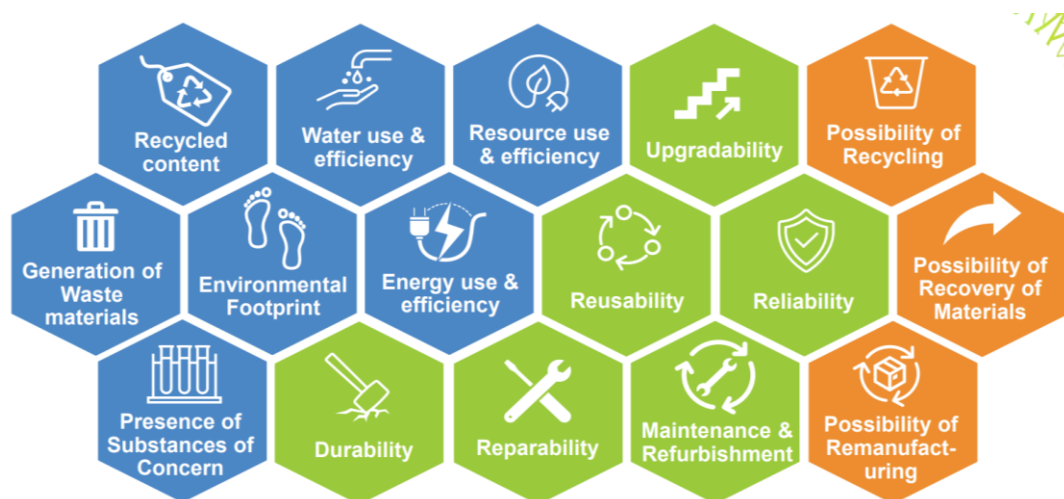 Recycled
content
Water use &
efficiency
Resource use
& efficiency
Upgradability
Possibility of
Recycling
Generation of
Waste
materials
Environmental
Footprint
Energy use &
efficiency
Reusability
Reliability
Possibility of
Recovery of
Materials
Presence of
Substances of
Concern
Durability
Reparability
Maintenance &
Refurbishment
Possibility of
Remanufact-
uring